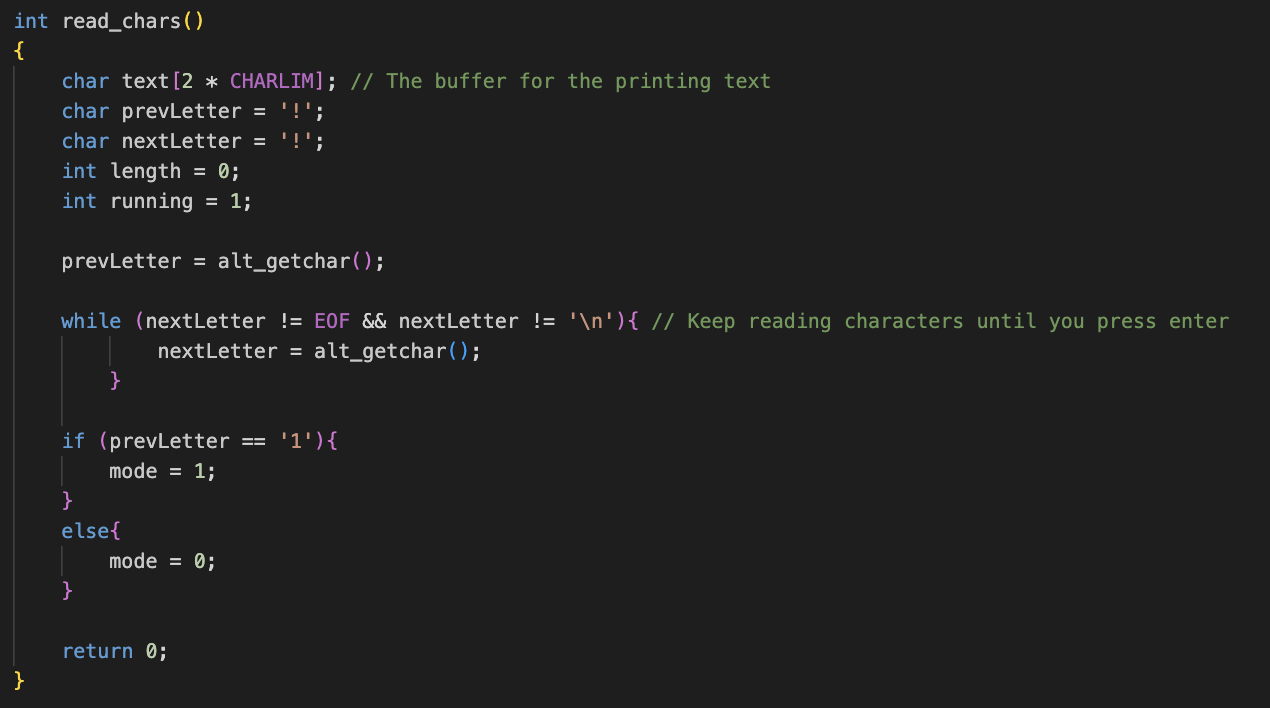 int read_chars()
{
    char text[2 * CHARLIM]; // The buffer for the printing text
    char prevLetter = '!';
    char nextLetter = '!';
    int length = 0;
    int running = 1;

    prevLetter = alt_getchar();

    while (nextLetter != EOF && nextLetter != '\n'){ // Keep reading characters until you press enter
            nextLetter = alt_getchar();
        }

    if (prevLetter == '1'){
        mode = 1;
    }
    else{
        mode = 0;
    }

    return 0;
}